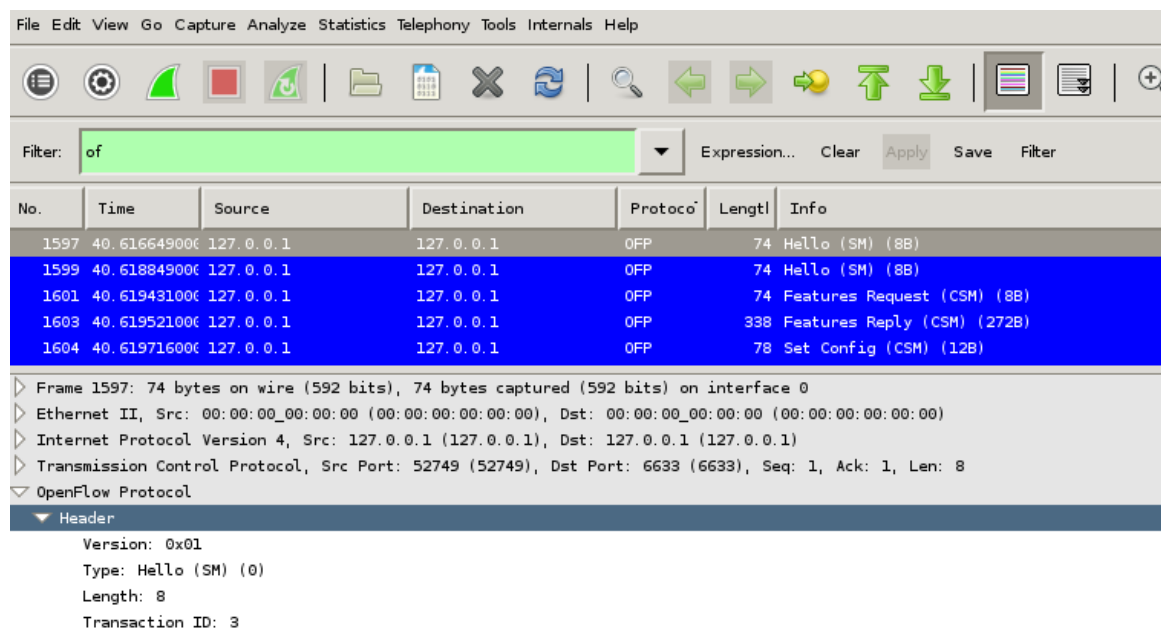 File Edit View Go Capture Analyze Statistics Telephony Tools Internals Help
Filter: of Expression... Clear Apply Save Filter
No. Time Source Destination Protoco Lengtl Info
1597 40.616649000 127.0.0.1 127.0.0.1 OFP 74 Hello (SM) (8B)
1599 40.618849000 127.0.0.1 127.0.0.1 OFP 74 Hello (SM) (8B)
1601 40.619431000 127.0.0.1 127.0.0.1 OFP 74 Features Request (CSM) (8B)
1603 40.619521000 127.0.0.1 127.0.0.1 OFP 338 Features Reply (CSM) (272B)
1604 40.619716000 127.0.0.1 127.0.0.1 OFP 78 Set Config (CSM) (12B)
Frame 1597: 74 bytes on wire (592 bits), 74 bytes captured (592 bits) on interface 0
Ethernet II, Src: 00:00:00_00:00:00 (00:00:00:00:00:00), Dst: 00:00:00_00:00:00 (00:00:00:00:00:00)
Internet Protocol Version 4, Src: 127.0.0.1 (127.0.0.1), Dst: 127.0.0.1 (127.0.0.1)
Transmission Control Protocol, Src Port: 52749 (52749), Dst Port: 6633 (6633), Seq: 1, Ack: 1, Len: 8
OpenFlow Protocol
Header
Version: 0x01
Type: Hello (SM) (0)
Length: 8
Transaction ID: 3